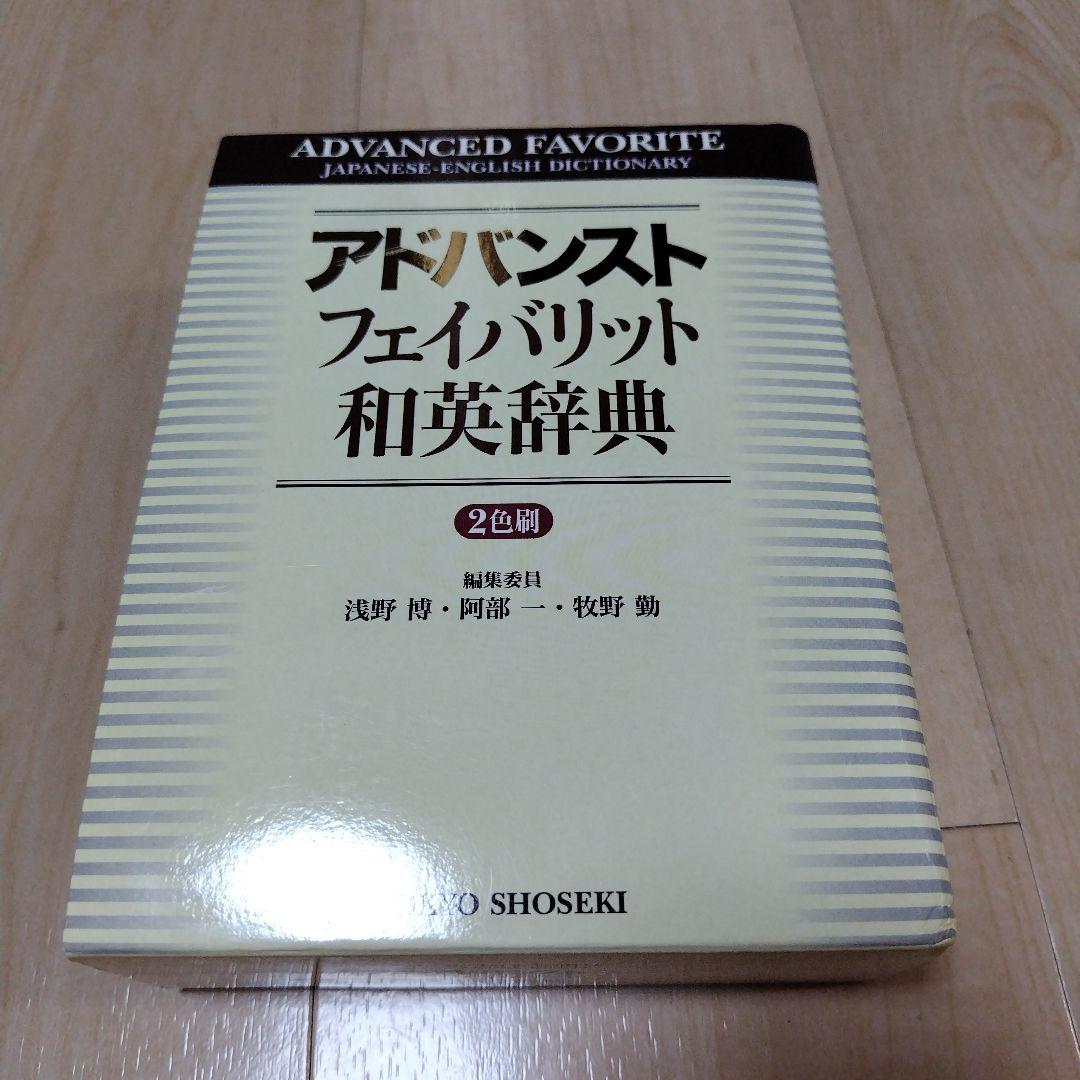 ADVANCED FAVORITE
JAPANESE-ENGLISH DICTIONARY
アドバンスト
フェイバリット
和英辞典
2色刷
編集委員
浅野 博・阿部 一・牧野 勤
SHOSEKI